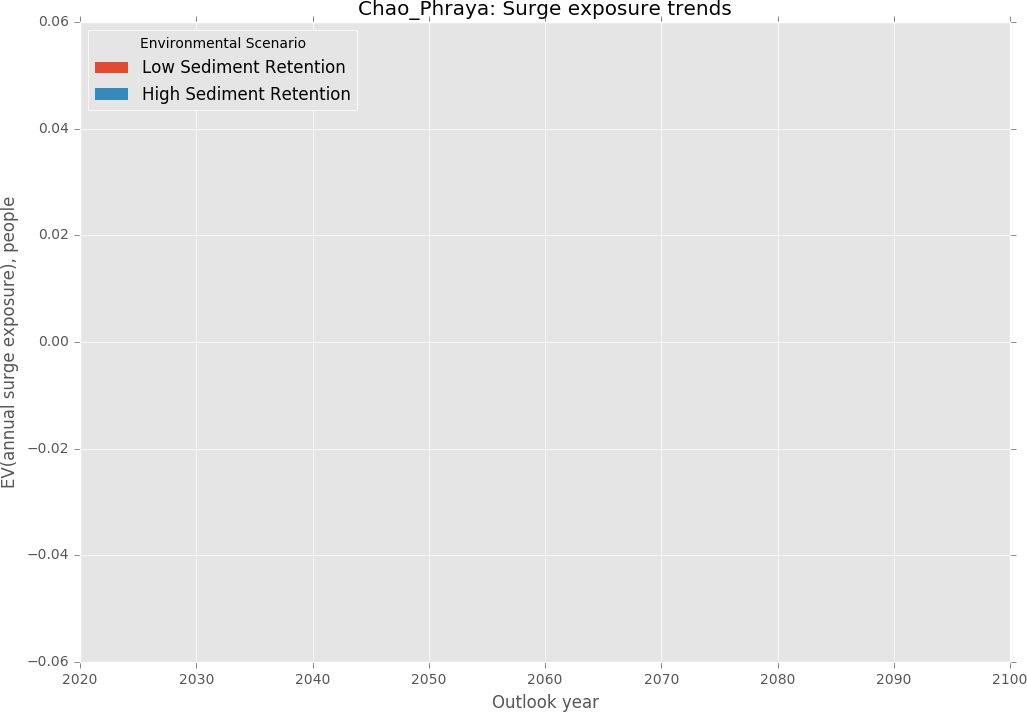 Chao_Phraya: Surge exposure trends
Environmental Scenario
Low Sediment Retention
High Sediment Retention
EV(annual surge exposure), people
0.06
0.04
0.02
0.00
−0.02
−0.04
−0.06
2020 2030 2040 2050 2060 2070 2080 2090 2100
Outlook year